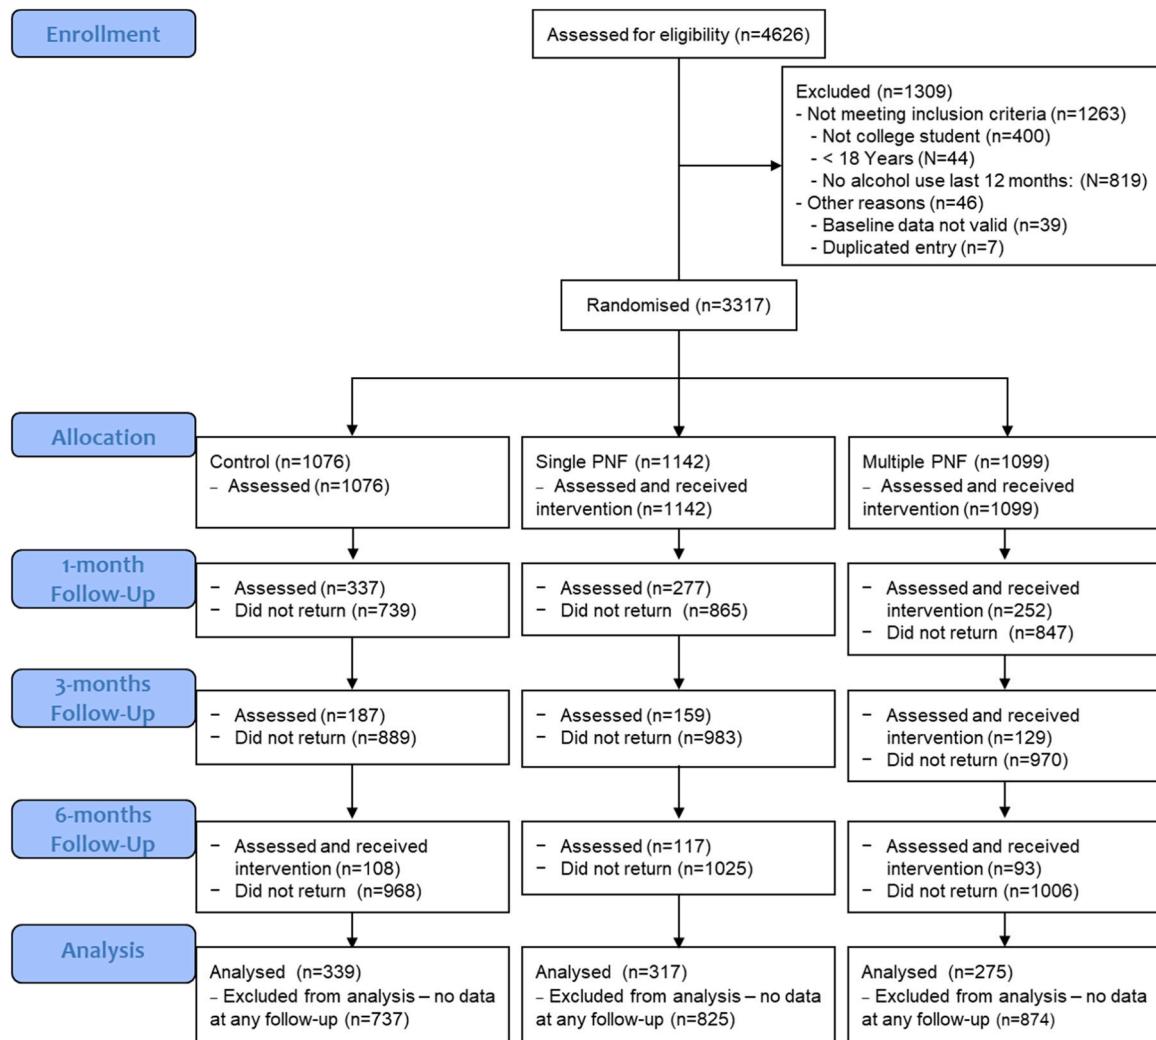 Enrollment
Assessed for eligibility (n=4626)
Excluded (n=1309)
- Not meeting inclusion criteria (n=1263)
- Not college student (n=400)
- < 18 Years (N=44)
- No alcohol use last 12 months: (N=819)
- Other reasons (n=46)
- Baseline data not valid (n=39)
- Duplicated entry (n=7)
Randomised (n=3317)
Allocation
Control (n=1076)
– Assessed (n=1076)
Single PNF (n=1142)
– Assessed and received
intervention (n=1142)
Multiple PNF (n=1099)
– Assessed and received
intervention (n=1099)
1-month
Follow-Up
– Assessed (n=337)
– Did not return (n=739)
– Assessed (n=277)
– Did not return (n=865)
– Assessed and received
intervention (n=252)
– Did not return (n=847)
3-months
Follow-Up
– Assessed (n=187)
– Did not return (n=889)
– Assessed (n=159)
– Did not return (n=983)
– Assessed and received
intervention (n=129)
– Did not return (n=970)
6-months
Follow-Up
– Assessed and received
intervention (n=108)
– Did not return (n=968)
– Assessed (n=117)
– Did not return (n=1025)
– Assessed and received
intervention (n=93)
– Did not return (n=1006)
Analysis
Analysed (n=339)
– Excluded from analysis – no data
at any follow-up (n=737)
Analysed (n=317)
– Excluded from analysis – no data
at any follow-up (n=825)
Analysed (n=275)
– Excluded from analysis – no data
at any follow-up (n=874)